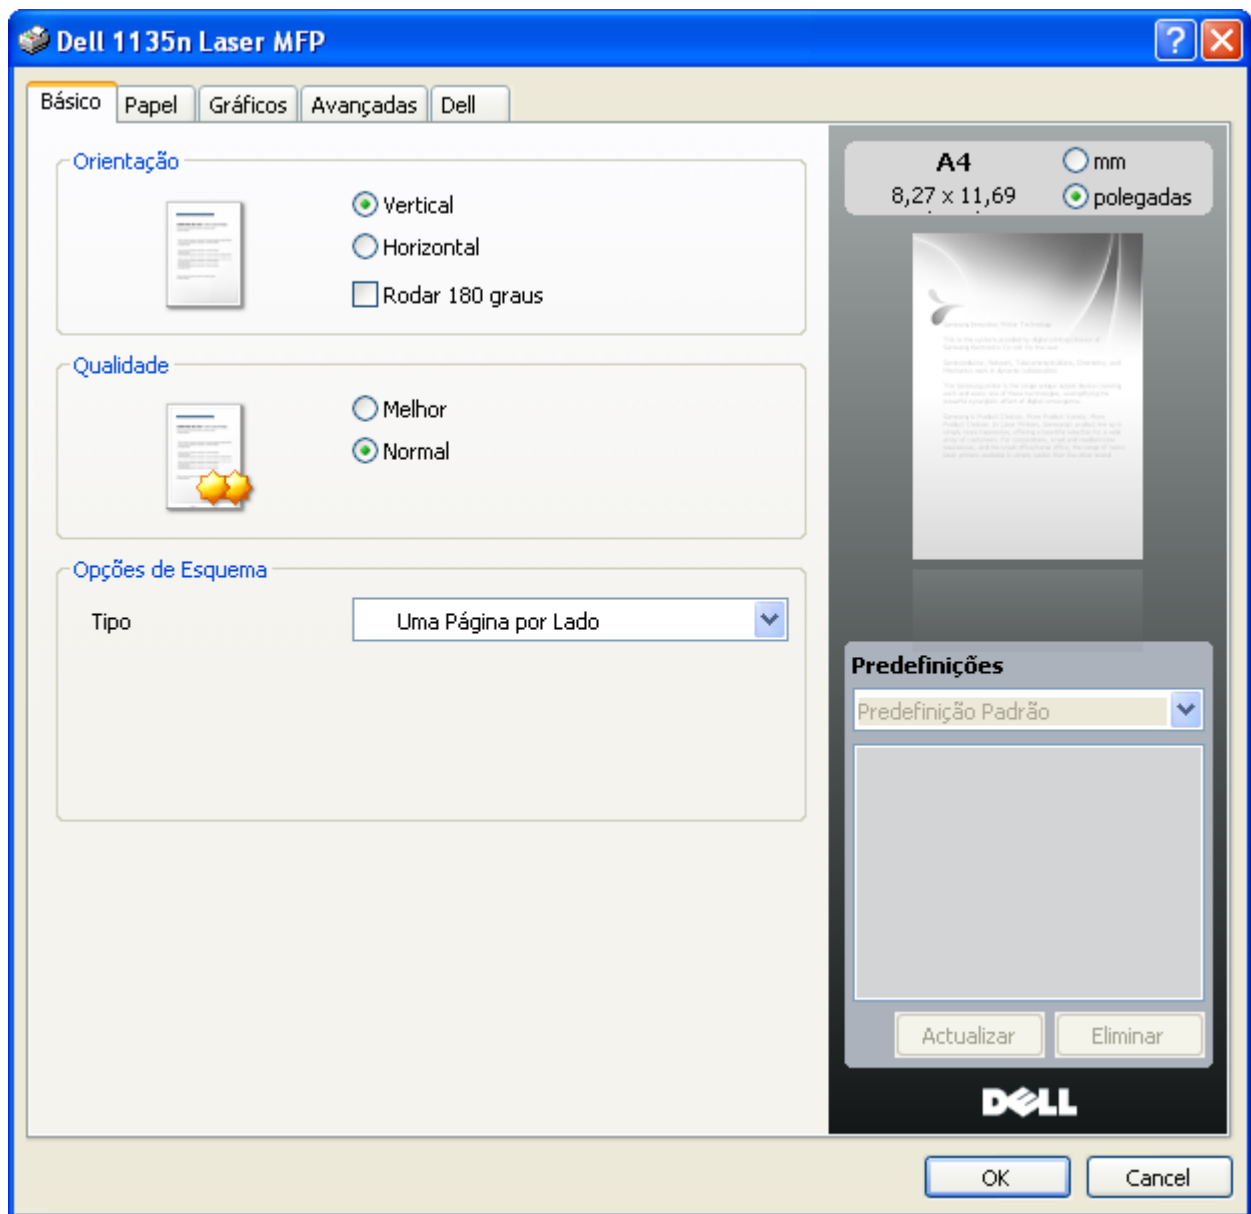 Dell 1135n Laser MFP
Básico
Papel
Gráficos
Avançadas
Dell
Orientação
Vertical
Horizontal
Rodar 180 graus
Qualidade
Melhor
Normal
Opções de Esquema
Tipo
Uma Página por Lado
A4
8,27 x 11,69
mm
polegadas
Predefinições
Predefinição Padrão
Actualizar
Eliminar
DELL
OK
Cancel